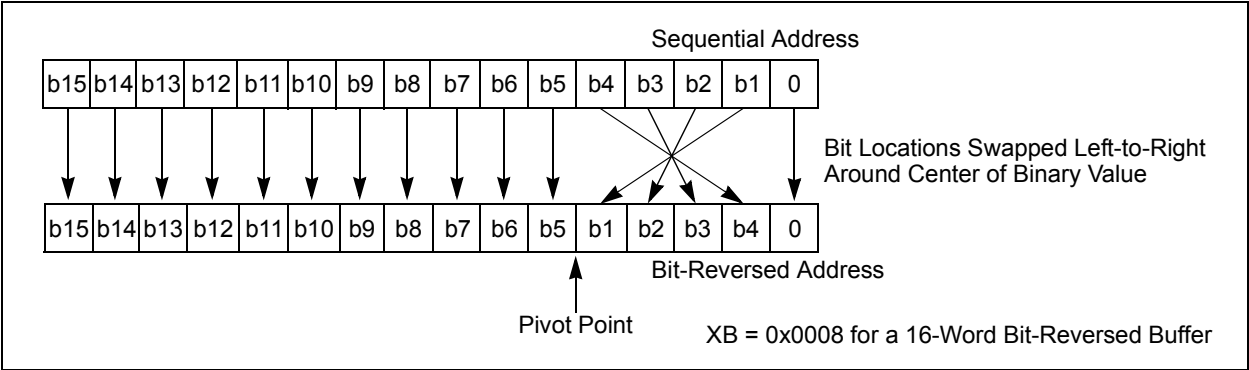 Sequential Address
b15 b14 b13 b12 b11 b10 b9 b8 b7 b6 b5 b4 b3 b2 b1 0
Bit Locations Swapped Left-to-Right
Around Center of Binary Value
b15 b14 b13 b12 b11 b10 b9 b8 b7 b6 b5 b1 b2 b3 b4 0
Bit-Reversed Address
Pivot Point
XB = 0x0008 for a 16-Word Bit-Reversed Buffer